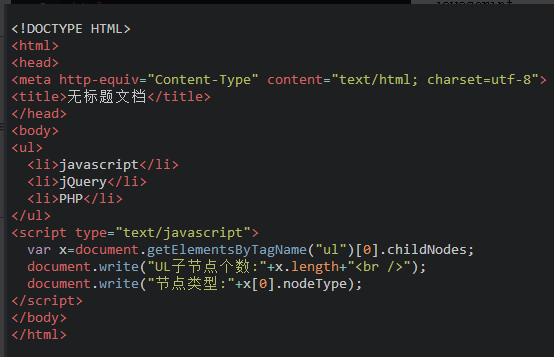 <!DOCTYPE HTML>
<html>
<head>
<meta http-equiv="Content-Type" content="text/html; charset=utf-8">
<title>无标题文档</title>
</head>
<body>
<ul>
  <li>javascript</li>
  <li>jQuery</li>
  <li>PHP</li>
</ul>
<script type="text/javascript">
  var x=document.getElementsByTagName("ul")[0].childNodes;
  document.write("UL子节点个数:"+x.length+"<br />");
  document.write("节点类型:"+x[0].nodeType);
</script>
</body>
</html>